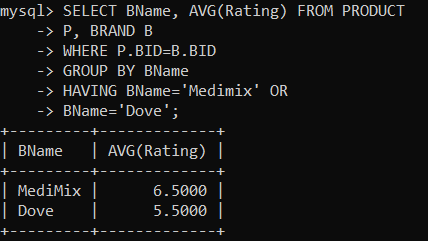 mysql> SELECT BName, AVG(Rating) FROM PRODUCT
    -> P, BRAND B
    -> WHERE P.BID=B.BID
    -> GROUP BY BName
    -> HAVING BName='Medimix' OR
    -> BName='Dove';
+---------+-------------+
| BName   | AVG(Rating) |
+---------+-------------+
| MediMix |      6.5000 |
| Dove    |      5.5000 |
+---------+-------------+